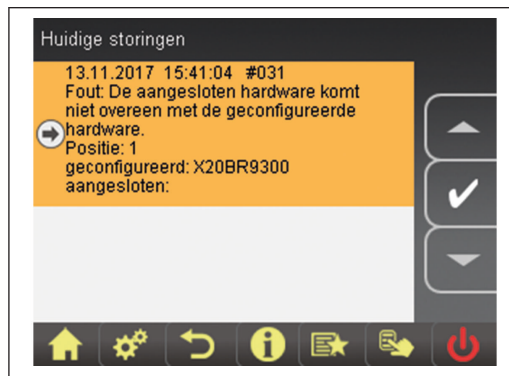 Huidige storingen
13.11.2017 15:41:04 #031
Fout: De aangesloten hardware komt
niet overeen met de geconfigureerde
hardware.
Positie: 1
geconfigureerd: X20BR9300
aangesloten: